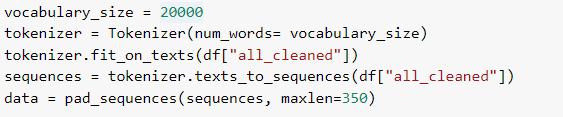 vocabulary_size = 20000
tokenizer = Tokenizer(num_words= vocabulary_size)
tokenizer.fit_on_texts(df["all_cleaned"])
sequences = tokenizer.texts_to_sequences(df["all_cleaned"])
data = pad_sequences(sequences, maxlen=350)